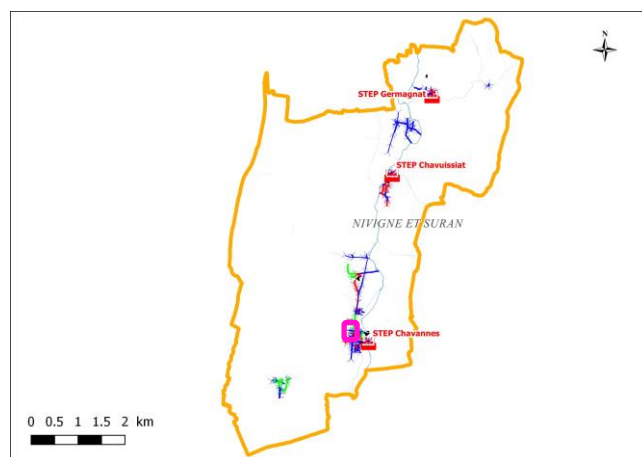 N
STEP Germagnat
STEP Chavuissiat
NIVIGNE ET SURAN
STEP Chavannes
0 0.5 1 1.5 2 km